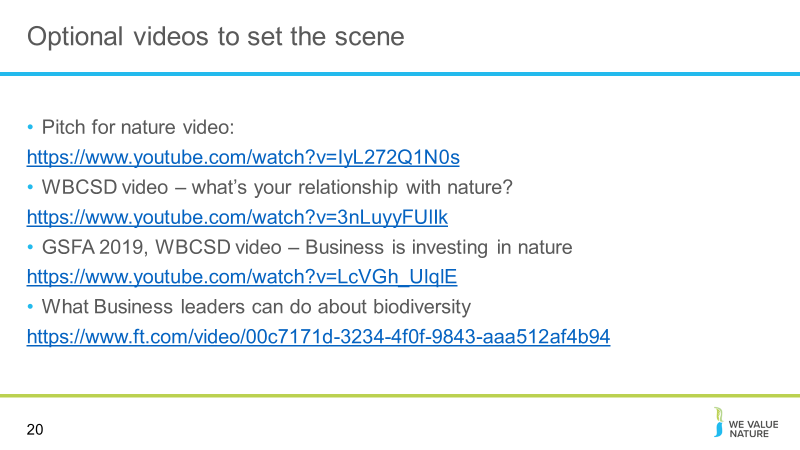 Optional videos to set the scene
• Pitch for nature video:
https://www.youtube.com/watch?v=IyL272Q1N0s
• WBCSD video – what's your relationship with nature?
https://www.youtube.com/watch?v=3nLuyyFUlIk
• GSFA 2019, WBCSD video – Business is investing in nature
https://www.youtube.com/watch?v=LcVGh_UlqlE
• What Business leaders can do about biodiversity
https://www.ft.com/video/00c7171d-3234-4f0f-9843-aaa512af4b94
20
WE VALUE
NATURE